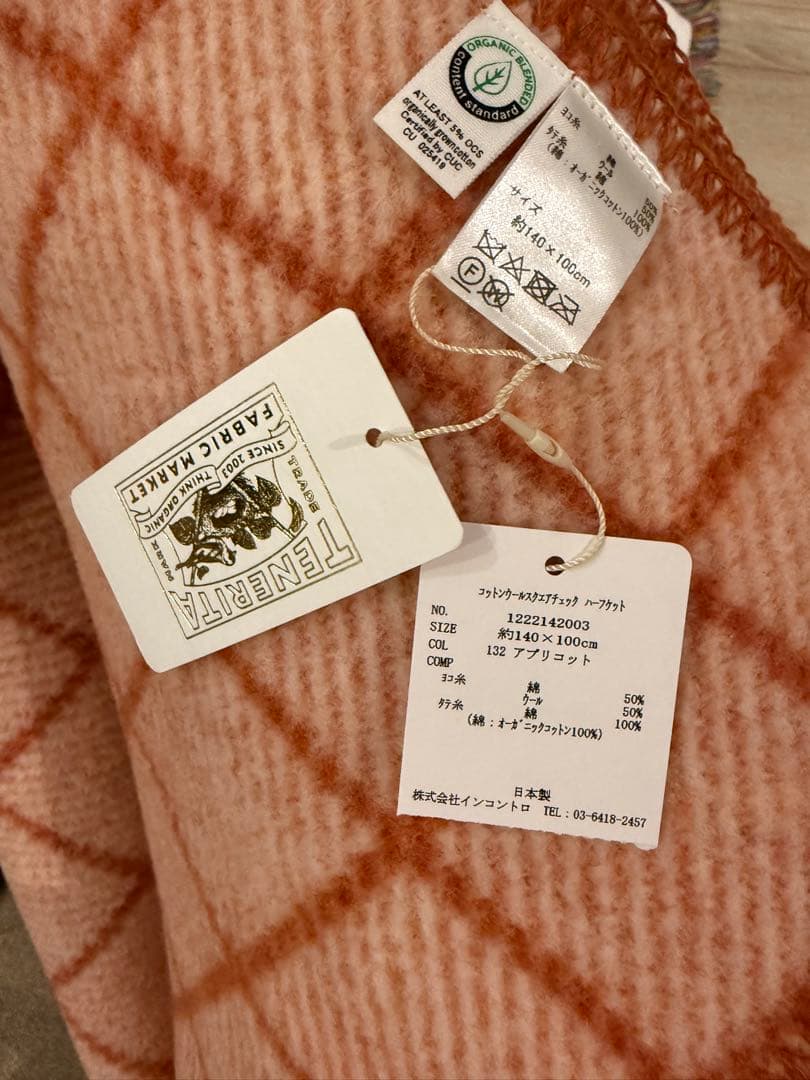 ORGANIC BLENDED
content standard
AT LEAST 5% OCS
organically grown cotton
Certified by CUC
CU 025419
ﾖｺ糸 綿 50%
ウール 50%
ﾀﾃ糸 綿 100%
(綿：ｵｰｶﾞﾆｯｸｺｯﾄﾝ100%)
サイズ
約140×100cm
F
W
TENERITA
TRADE MARK
THINK ORGANIC
SINCE 2003
FABRIC MARKET
コットンウールスクエアチェック ハーフケット
NO. 1222142003
SIZE 約140×100cm
COL 132 アプリコット
COMP
ﾖｺ糸 綿 50%
ウール 50%
ﾀﾃ糸 綿 100%
(綿：ｵｰｶﾞﾆｯｸｺｯﾄﾝ100%)
日本製
株式会社インコントロ TEL：03-6418-2457